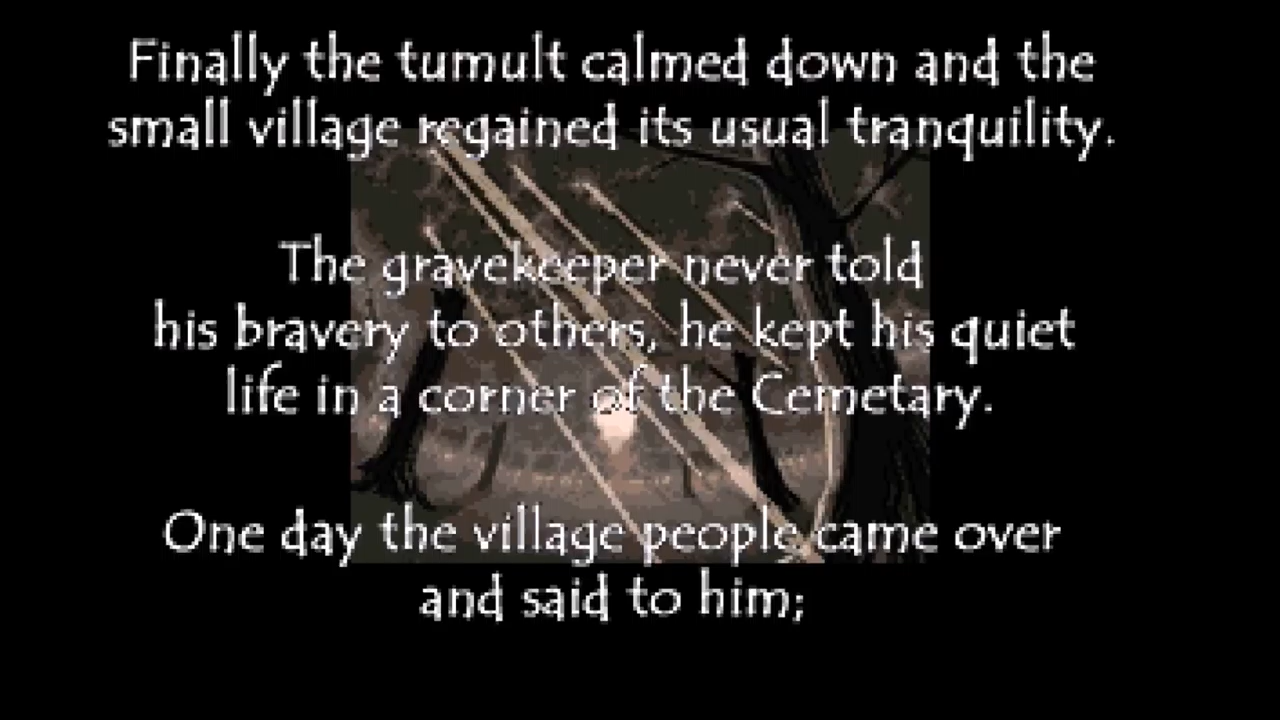 Finally the tumult calmed down and the
small village regained its usual tranquility.
The gravekeeper never told
his bravery to others, he kept his quiet
life in a corner of the Cemetary.
One day the village people came over
and said to him;